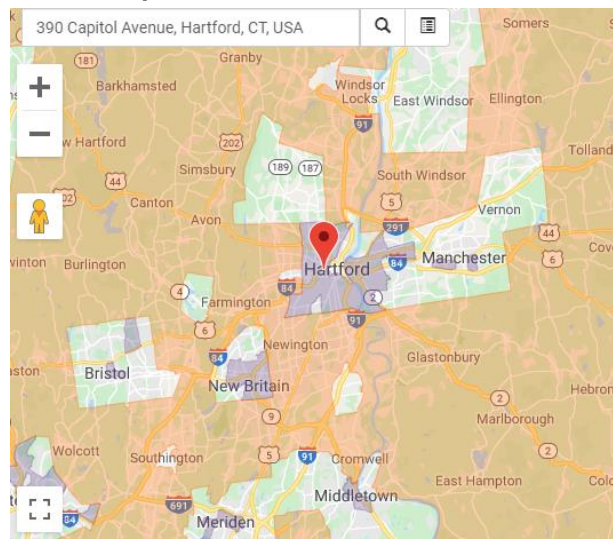 390 Capitol Avenue, Hartford, CT, USA
Somers
181
Granby
Barkhamsted
Windsor
Locks
East Windsor
Ellington
91
202
189
187
Tolland
44
Simsbury
South Windsor
Canton
5
Vernon
Avon
291
44
Burlington
Hartford
84
Manchester
6
4
84
2
Farmington
91
6
Newington
84
Glastonbury
Bristol
New Britain
Hebron
2
9
Marlborough
Wolcott
5
91
Cromwell
2
Southington
East Hampton
84
691
Middletown
Meriden